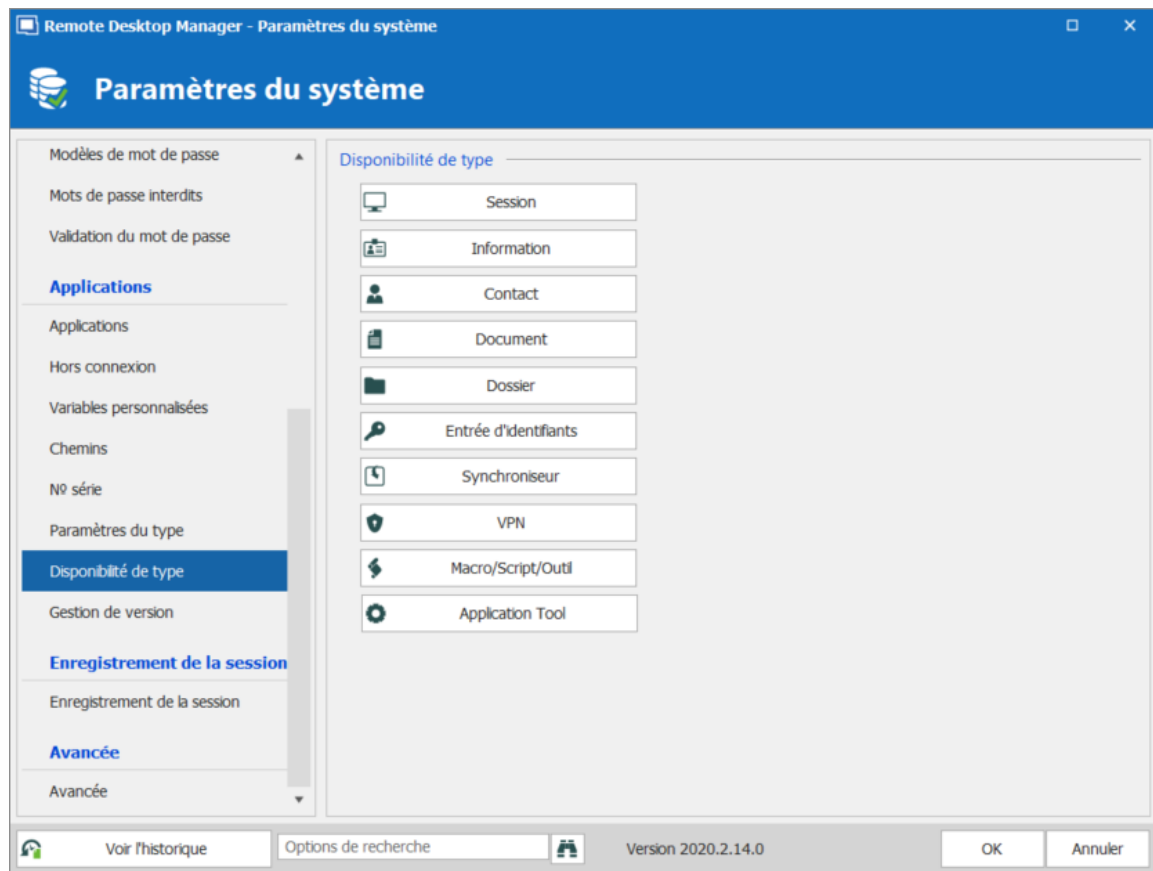 Remote Desktop Manager - Paramètres du système
Paramètres du système
Modèles de mot de passe
Mots de passe interdits
Validation du mot de passe
Applications
Applications
Hors connexion
Variables personnalisées
Chemins
Nº série
Paramètres du type
Disponibilité de type
Gestion de version
Enregistrement de la session
Enregistrement de la session
Avancée
Avancée
Disponibilité de type
Session
Information
Contact
Document
Dossier
Entrée d'identifiants
Synchroniseur
VPN
Macro/Script/Outil
Application Tool
Voir l'historique
Options de recherche
Version 2020.2.14.0
OK
Annuler